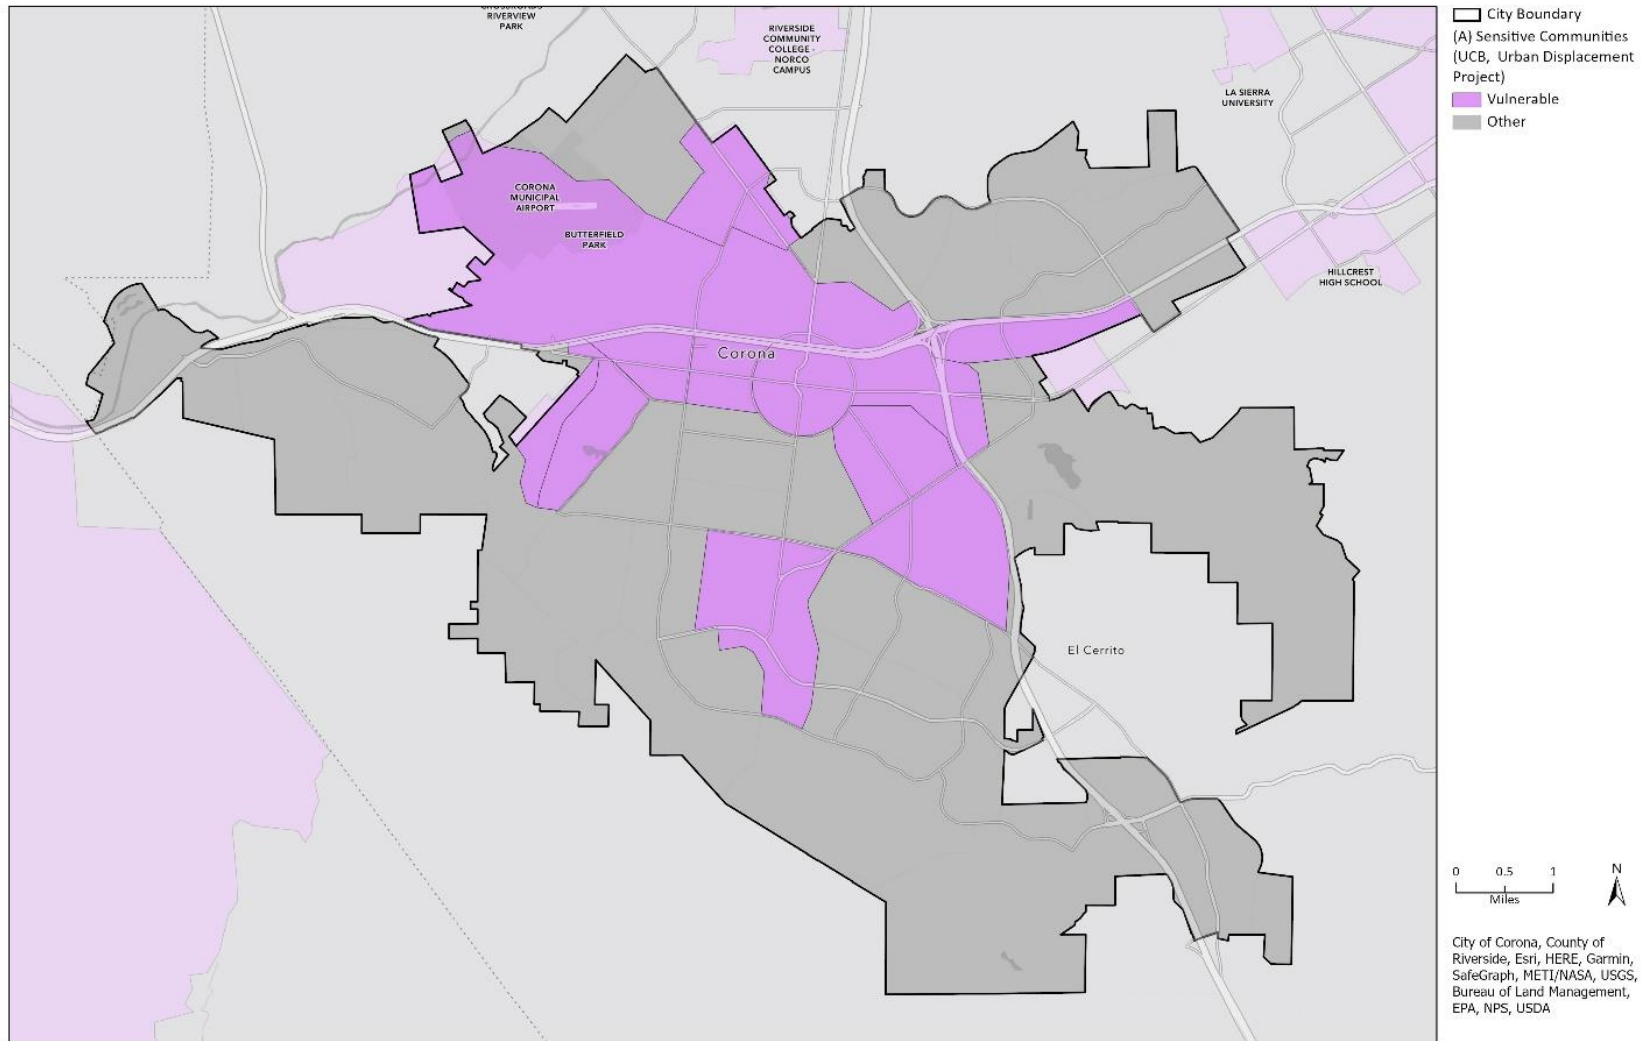 CROSSROADS
RIVERVIEW
PARK
RIVERSIDE
COMMUNITY
COLLEGE -
NORCO
CAMPUS
LA SIERRA
UNIVERSITY
CORONA
MUNICIPAL
AIRPORT
BUTTERFIELD
PARK
HILLCREST
HIGH SCHOOL
Corona
El Cerrito
City Boundary
(A) Sensitive Communities
(UCB, Urban Displacement
Project)
Vulnerable
Other
0 0.5 1
Miles
N
City of Corona, County of
Riverside, Esri, HERE, Garmin,
SafeGraph, METI/NASA, USGS,
Bureau of Land Management,
EPA, NPS, USDA